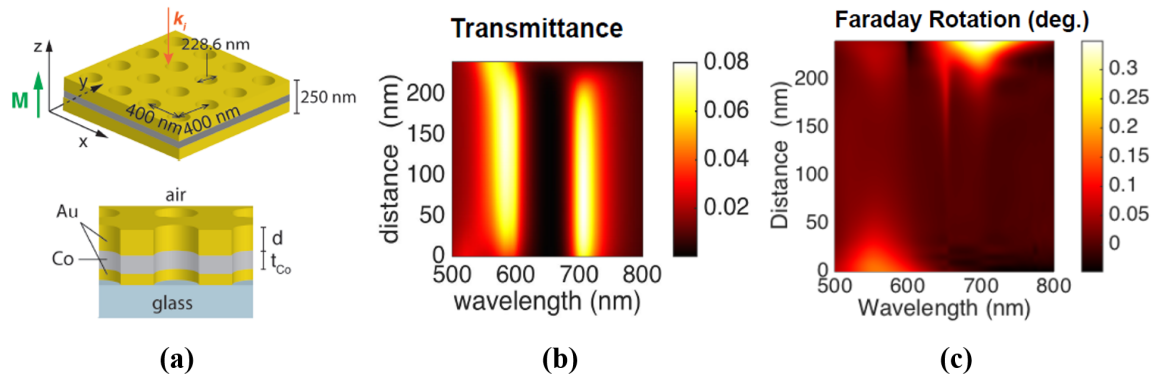 k_i
z
228.6 nm
y
M
250 nm
400 nm
400 nm
x
air
Au
d
Co
t_Co
glass
(a)
Transmittance
distance (nm)
200
150
100
50
0
500
600
700
800
wavelength (nm)
0.08
0.06
0.04
0.02
(b)
Faraday Rotation (deg.)
Distance (nm)
200
150
100
50
0
500
600
700
800
Wavelength (nm)
0.3
0.25
0.2
0.15
0.1
0.05
0
(c)